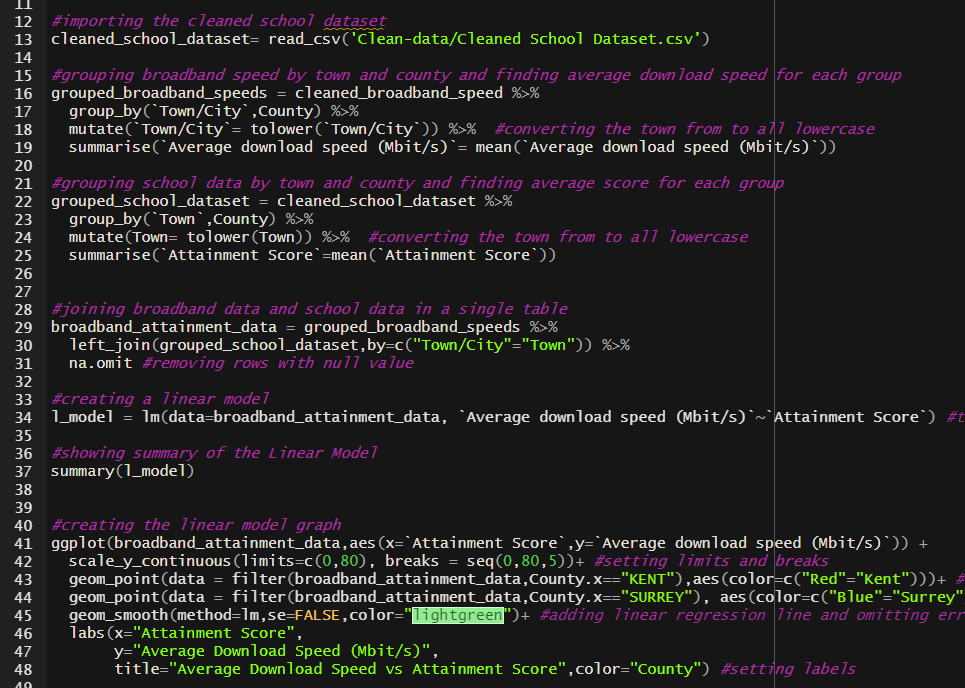 11
12 #importing the cleaned school dataset
13 cleaned_school_dataset= read_csv('Clean-data/Cleaned School Dataset.csv')
14
15 #grouping broadband speed by town and county and finding average download speed for each group
16 grouped_broadband_speeds = cleaned_broadband_speed %>%
17 group_by(`Town/City`,County) %>%
18 mutate(`Town/City`= tolower(`Town/City`)) %>% #converting the town from to all lowercase
19 summarise(`Average download speed (Mbit/s)`= mean(`Average download speed (Mbit/s)`))
20
21 #grouping school data by town and county and finding average score for each group
22 grouped_school_dataset = cleaned_school_dataset %>%
23 group_by(`Town`,County) %>%
24 mutate(Town= tolower(Town)) %>% #converting the town from to all lowercase
25 summarise(`Attainment Score`=mean(`Attainment Score`))
26
27
28 #joining broadband data and school data in a single table
29 broadband_attainment_data = grouped_broadband_speeds %>%
30 left_join(grouped_school_dataset,by=c("Town/City"="Town")) %>%
31 na.omit #removing rows with null value
32
33 #creating a linear model
34 l_model = lm(data=broadband_attainment_data, `Average download speed (Mbit/s)`~`Attainment Score`) #t
35
36 #showing summary of the Linear Model
37 summary(l_model)
38
39
40 #creating the linear model graph
41 ggplot(broadband_attainment_data,aes(x=`Attainment Score`,y=`Average download speed (Mbit/s)`)) +
42 scale_y_continuous(limits=c(0,80), breaks = seq(0,80,5))+ #setting limits and breaks
43 geom_point(data = filter(broadband_attainment_data,County.x=="KENT"),aes(color=c("Red"="Kent")))+ #
44 geom_point(data = filter(broadband_attainment_data,County.x=="SURREY"), aes(color=c("Blue"="Surrey"
45 geom_smooth(method=lm,se=FALSE,color="lightgreen")+ #adding linear regression line and omitting err
46 labs(x="Attainment Score",
47 y="Average Download Speed (Mbit/s)",
48 title="Average Download Speed vs Attainment Score",color="County") #setting labels
49